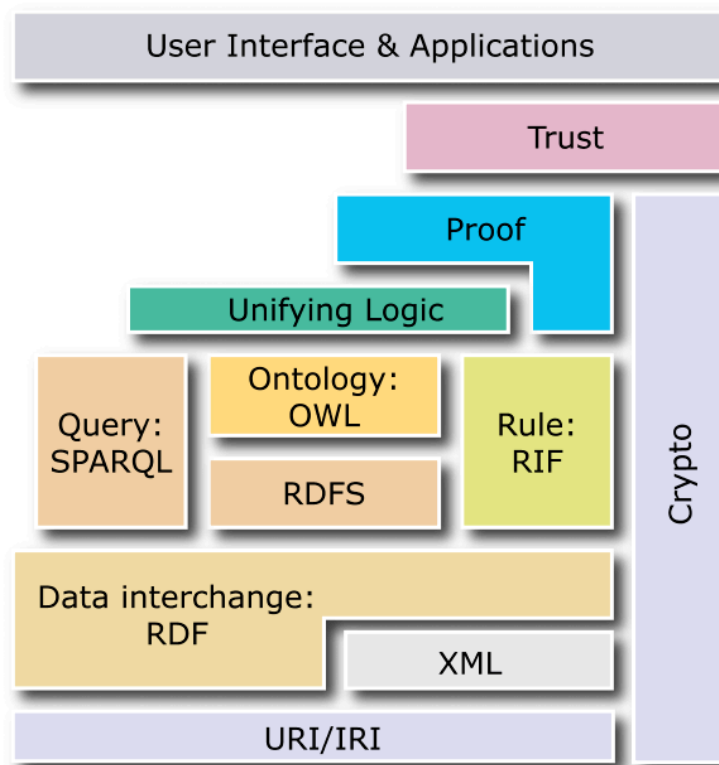 User Interface & Applications
Trust
Proof
Unifying Logic
Query:
SPARQL
Ontology:
OWL
RDFS
Rule:
RIF
Crypto
Data interchange:
RDF
XML
URI/IRI